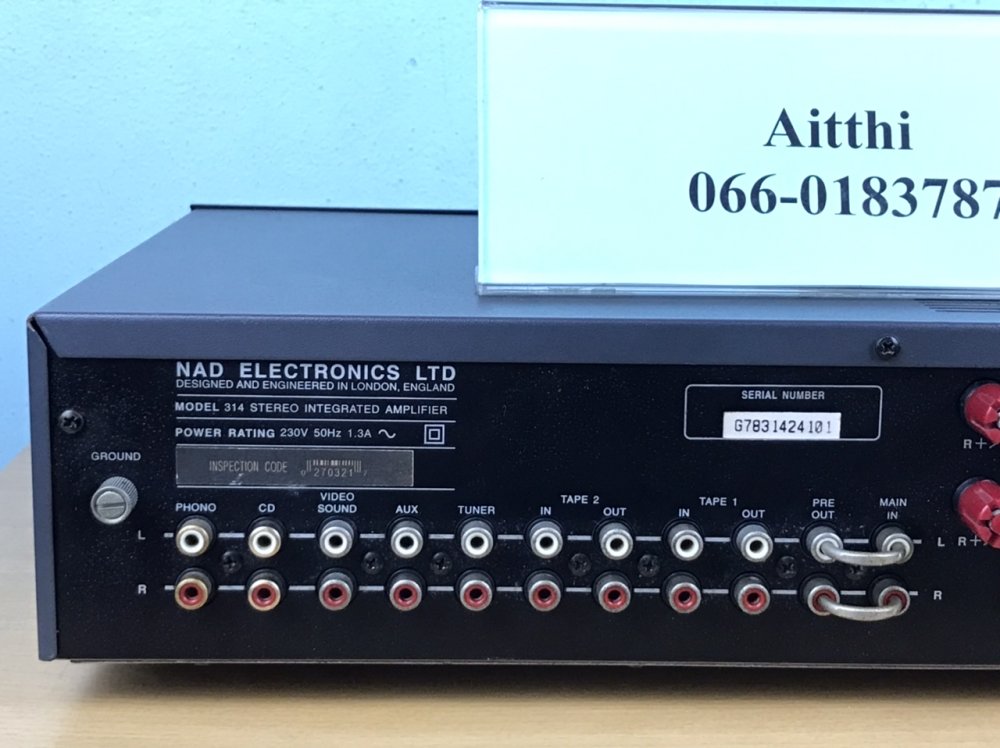 Aitthi
066-0183787
NAD ELECTRONICS LTD
DESIGNED AND ENGINEERED IN LONDON, ENGLAND
MODEL 314 STEREO INTEGRATED AMPLIFIER
POWER RATING 230V 50Hz 1.3A
INSPECTION CODE 0 270321 7
SERIAL NUMBER
G7831424101
GROUND
PHONO CD VIDEO SOUND AUX TUNER TAPE 2 IN OUT TAPE 1 IN OUT PRE OUT MAIN IN
L L R+
R R
R+